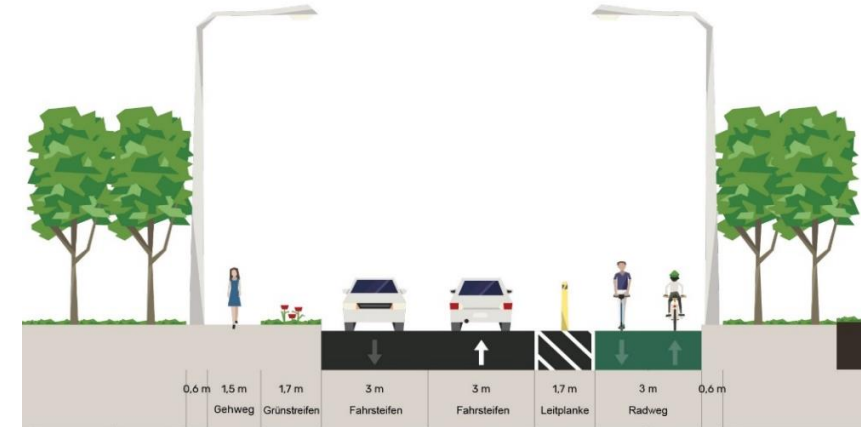 0,6 m 1,5 m 1,7 m 3 m 3 m 1,7 m 3 m 0,6 m
Gehweg Grünstreifen Fahrsteifen Fahrsteifen Leitplanke Radweg